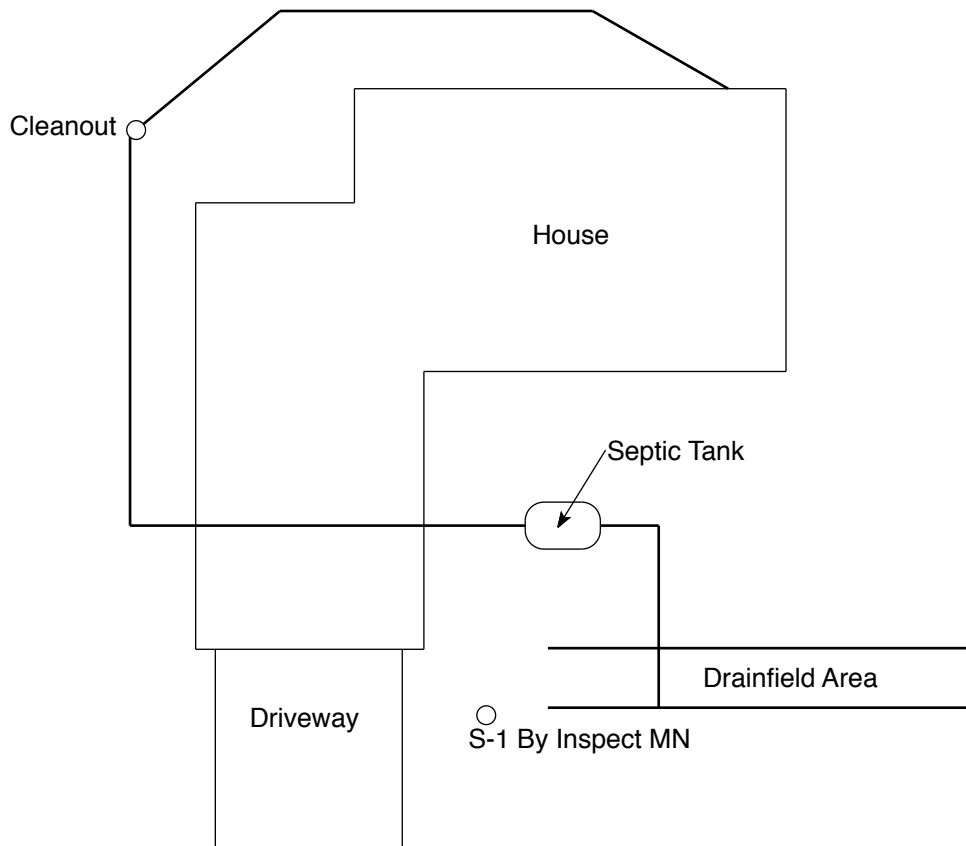 Cleanout
House
Septic Tank
Drainfield Area
Driveway
S-1 By Inspect MN